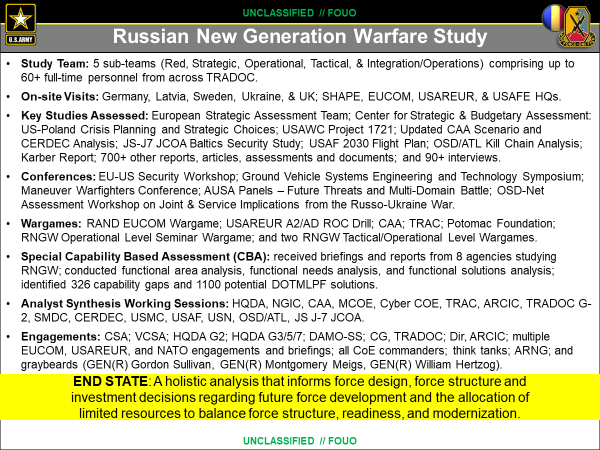 UNCLASSIFIED // FOUO
U.S.ARMY
Russian New Generation Warfare Study
• Study Team: 5 sub-teams (Red, Strategic, Operational, Tactical, & Integration/Operations) comprising up to
60+ full-time personnel from across TRADOC.
• On-site Visits: Germany, Latvia, Sweden, Ukraine, & UK; SHAPE, EUCOM, USAREUR, & USAFE HQs.
• Key Studies Assessed: European Strategic Assessment Team; Center for Strategic & Budgetary Assessment:
US-Poland Crisis Planning and Strategic Choices; USAWC Project 1721; Updated CAA Scenario and
CERDEC Analysis; JS-J7 JCOA Baltics Security Study; USAF 2030 Flight Plan; OSD/ATL Kill Chain Analysis;
Karber Report; 700+ other reports, articles, assessments and documents; and 90+ interviews.
• Conferences: EU-US Security Workshop; Ground Vehicle Systems Engineering and Technology Symposium;
Maneuver Warfighters Conference; AUSA Panels – Future Threats and Multi-Domain Battle; OSD-Net
Assessment Workshop on Joint & Service Implications from the Russo-Ukraine War.
• Wargames: RAND EUCOM Wargame; USAREUR A2/AD ROC Drill; CAA; TRAC; Potomac Foundation;
RNGW Operational Level Seminar Wargame; and two RNGW Tactical/Operational Level Wargames.
• Special Capability Based Assessment (CBA): received briefings and reports from 8 agencies studying
RNGW; conducted functional area analysis, functional needs analysis, and functional solutions analysis;
identified 326 capability gaps and 1100 potential DOTMLPF solutions.
• Analyst Synthesis Working Sessions: HQDA, NGIC, CAA, MCOE, Cyber COE, TRAC, ARCIC, TRADOC G-
2, SMDC, CERDEC, USMC, USAF, USN, OSD/ATL, JS J-7 JCOA.
• Engagements: CSA; VCSA; HQDA G2; HQDA G3/5/7; DAMO-SS; CG, TRADOC; Dir, ARCIC; multiple
EUCOM, USAREUR, and NATO engagements and briefings; all CoE commanders; think tanks; ARNG; and
graybeards (GEN(R) Gordon Sullivan, GEN(R) Montgomery Meigs, GEN(R) William Hertzog).
END STATE: A holistic analysis that informs force design, force structure and
investment decisions regarding future force development and the allocation of
limited resources to balance force structure, readiness, and modernization.
UNCLASSIFIED // FOUO